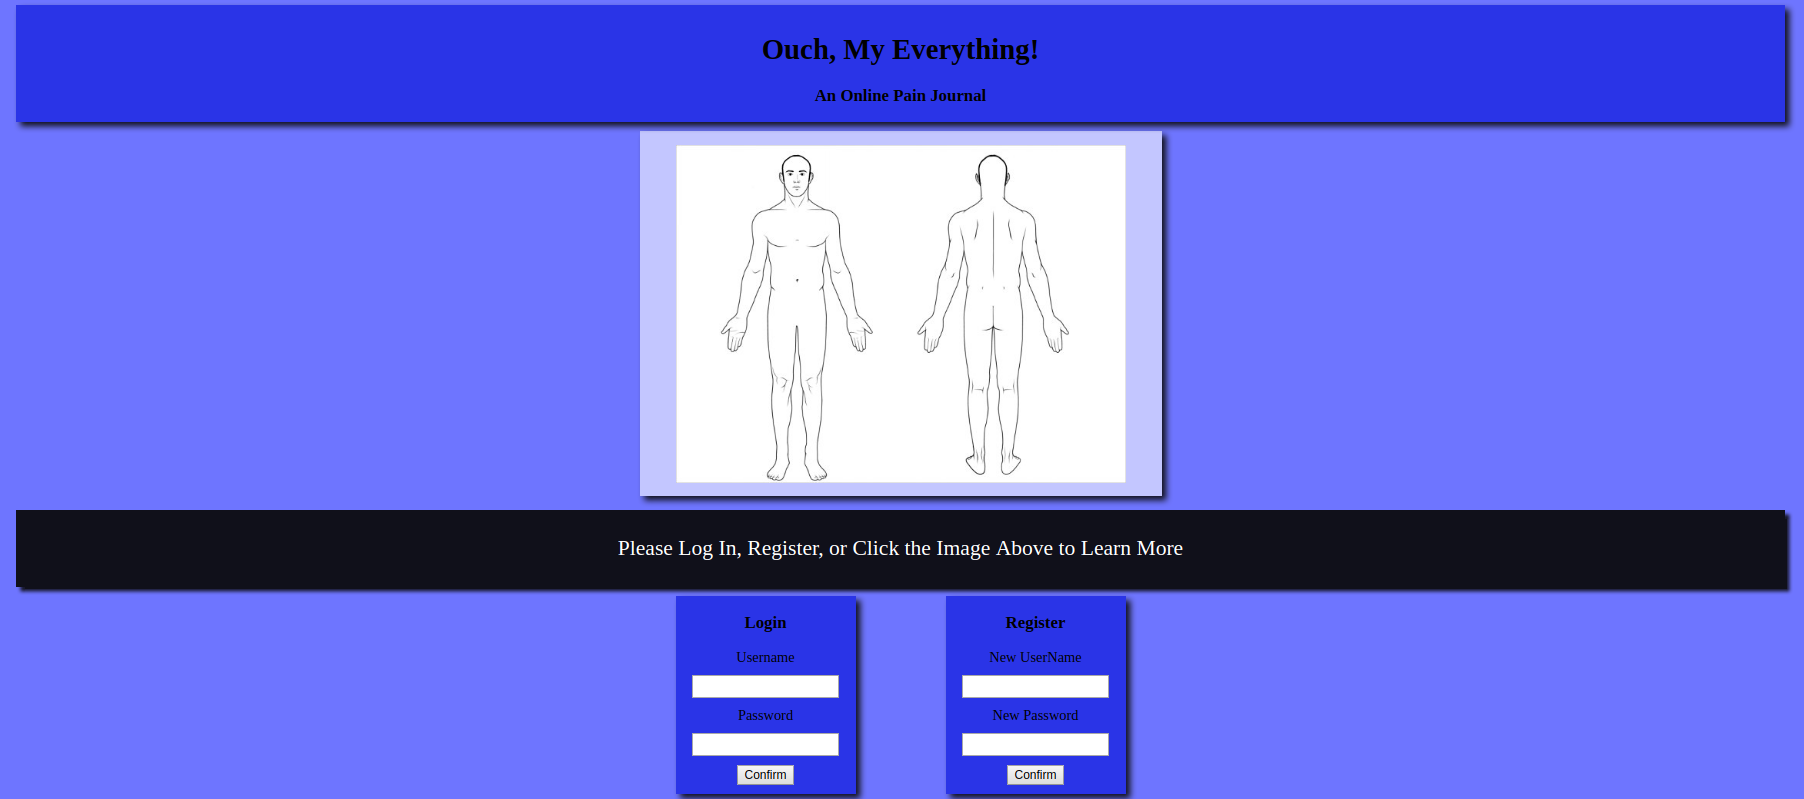 Ouch, My Everything!
An Online Pain Journal
Please Log In, Register, or Click the Image Above to Learn More
Login
Username
Password
Confirm
Register
New UserName
New Password
Confirm